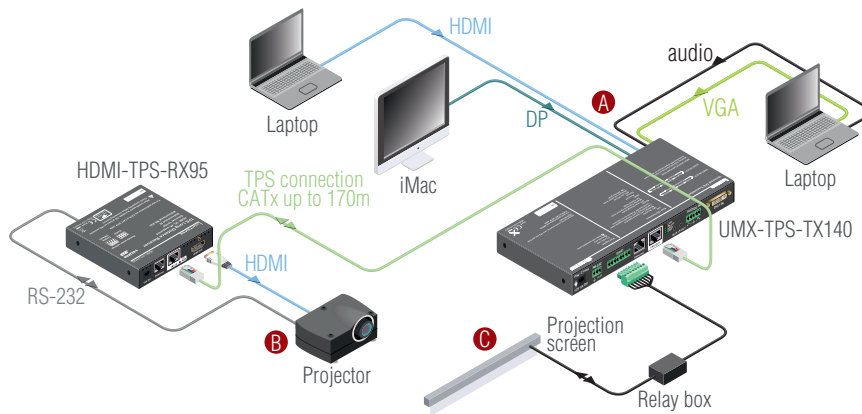 HDMI
audio
A
VGA
DP
Laptop
iMac
Laptop
HDMI-TPS-RX95
TPS connection
CATx up to 170m
UMX-TPS-TX140
HDMI
RS-232
B
Projector
C
Projection
screen
Relay box